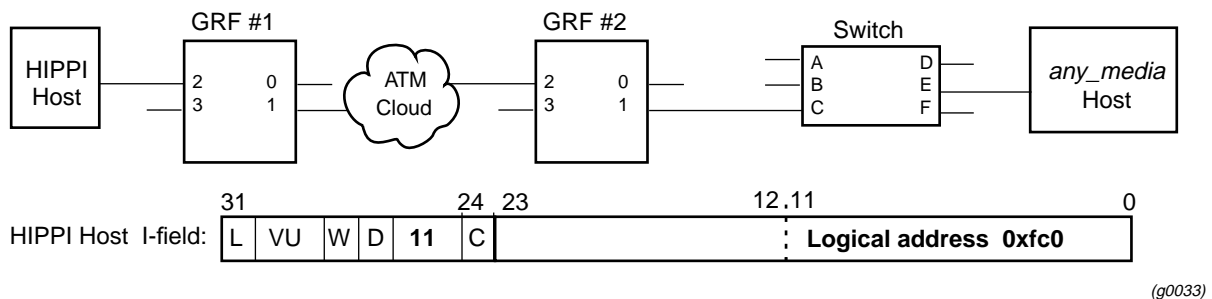 GRF #1
GRF #2
Switch
HIPPI
Host
2
0
3
1
ATM
Cloud
2
0
3
1
A
D
B
E
C
F
any_media
Host
31
24
23
12
11
0
HIPPI Host I-field:
L
VU
W
D
11
C
Logical address 0xfc0
(g0033)